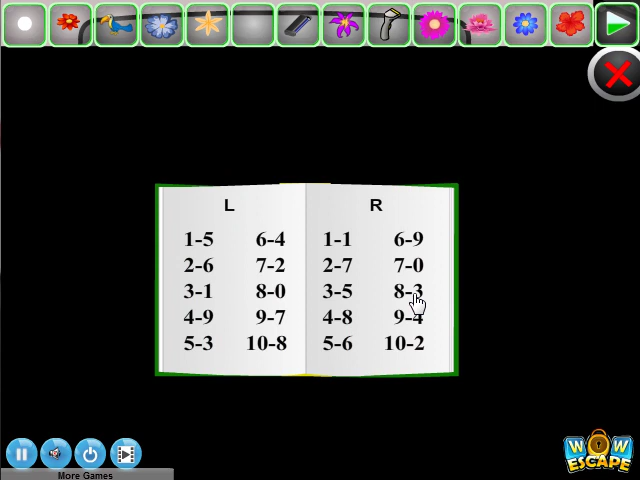 L R
1-5 6-4 1-1 6-9
2-6 7-2 2-7 7-0
3-1 8-0 3-5 8-3
4-9 9-7 4-8 9-4
5-3 10-8 5-6 10-2
WOW
ESCAPE
More Games